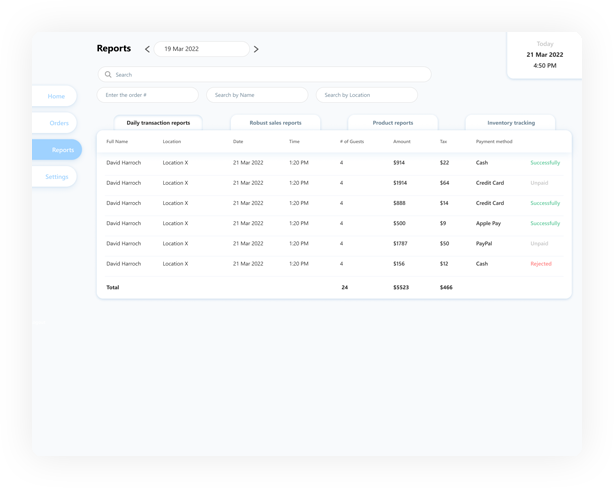 Reports
19 Mar 2022
Today
21 Mar 2022
4:50 PM
Search
Enter the order #
Search by Name
Search by Location
Home
Orders
Reports
Settings
Daily transaction reports
Robust sales reports
Product reports
Inventory tracking
Full Name Location Date Time # of Guests Amount Tax Payment method
David Harroch Location X 21 Mar 2022 1:20 PM 4 $914 $22 Cash Successfully
David Harroch Location X 21 Mar 2022 1:20 PM 4 $1914 $64 Credit Card Unpaid
David Harroch Location X 21 Mar 2022 1:20 PM 4 $888 $14 Credit Card Successfully
David Harroch Location X 21 Mar 2022 1:20 PM 4 $500 $9 Apple Pay Successfully
David Harroch Location X 21 Mar 2022 1:20 PM 4 $1787 $50 PayPal Unpaid
David Harroch Location X 21 Mar 2022 1:20 PM 4 $156 $12 Cash Rejected
Total 24 $5523 $466